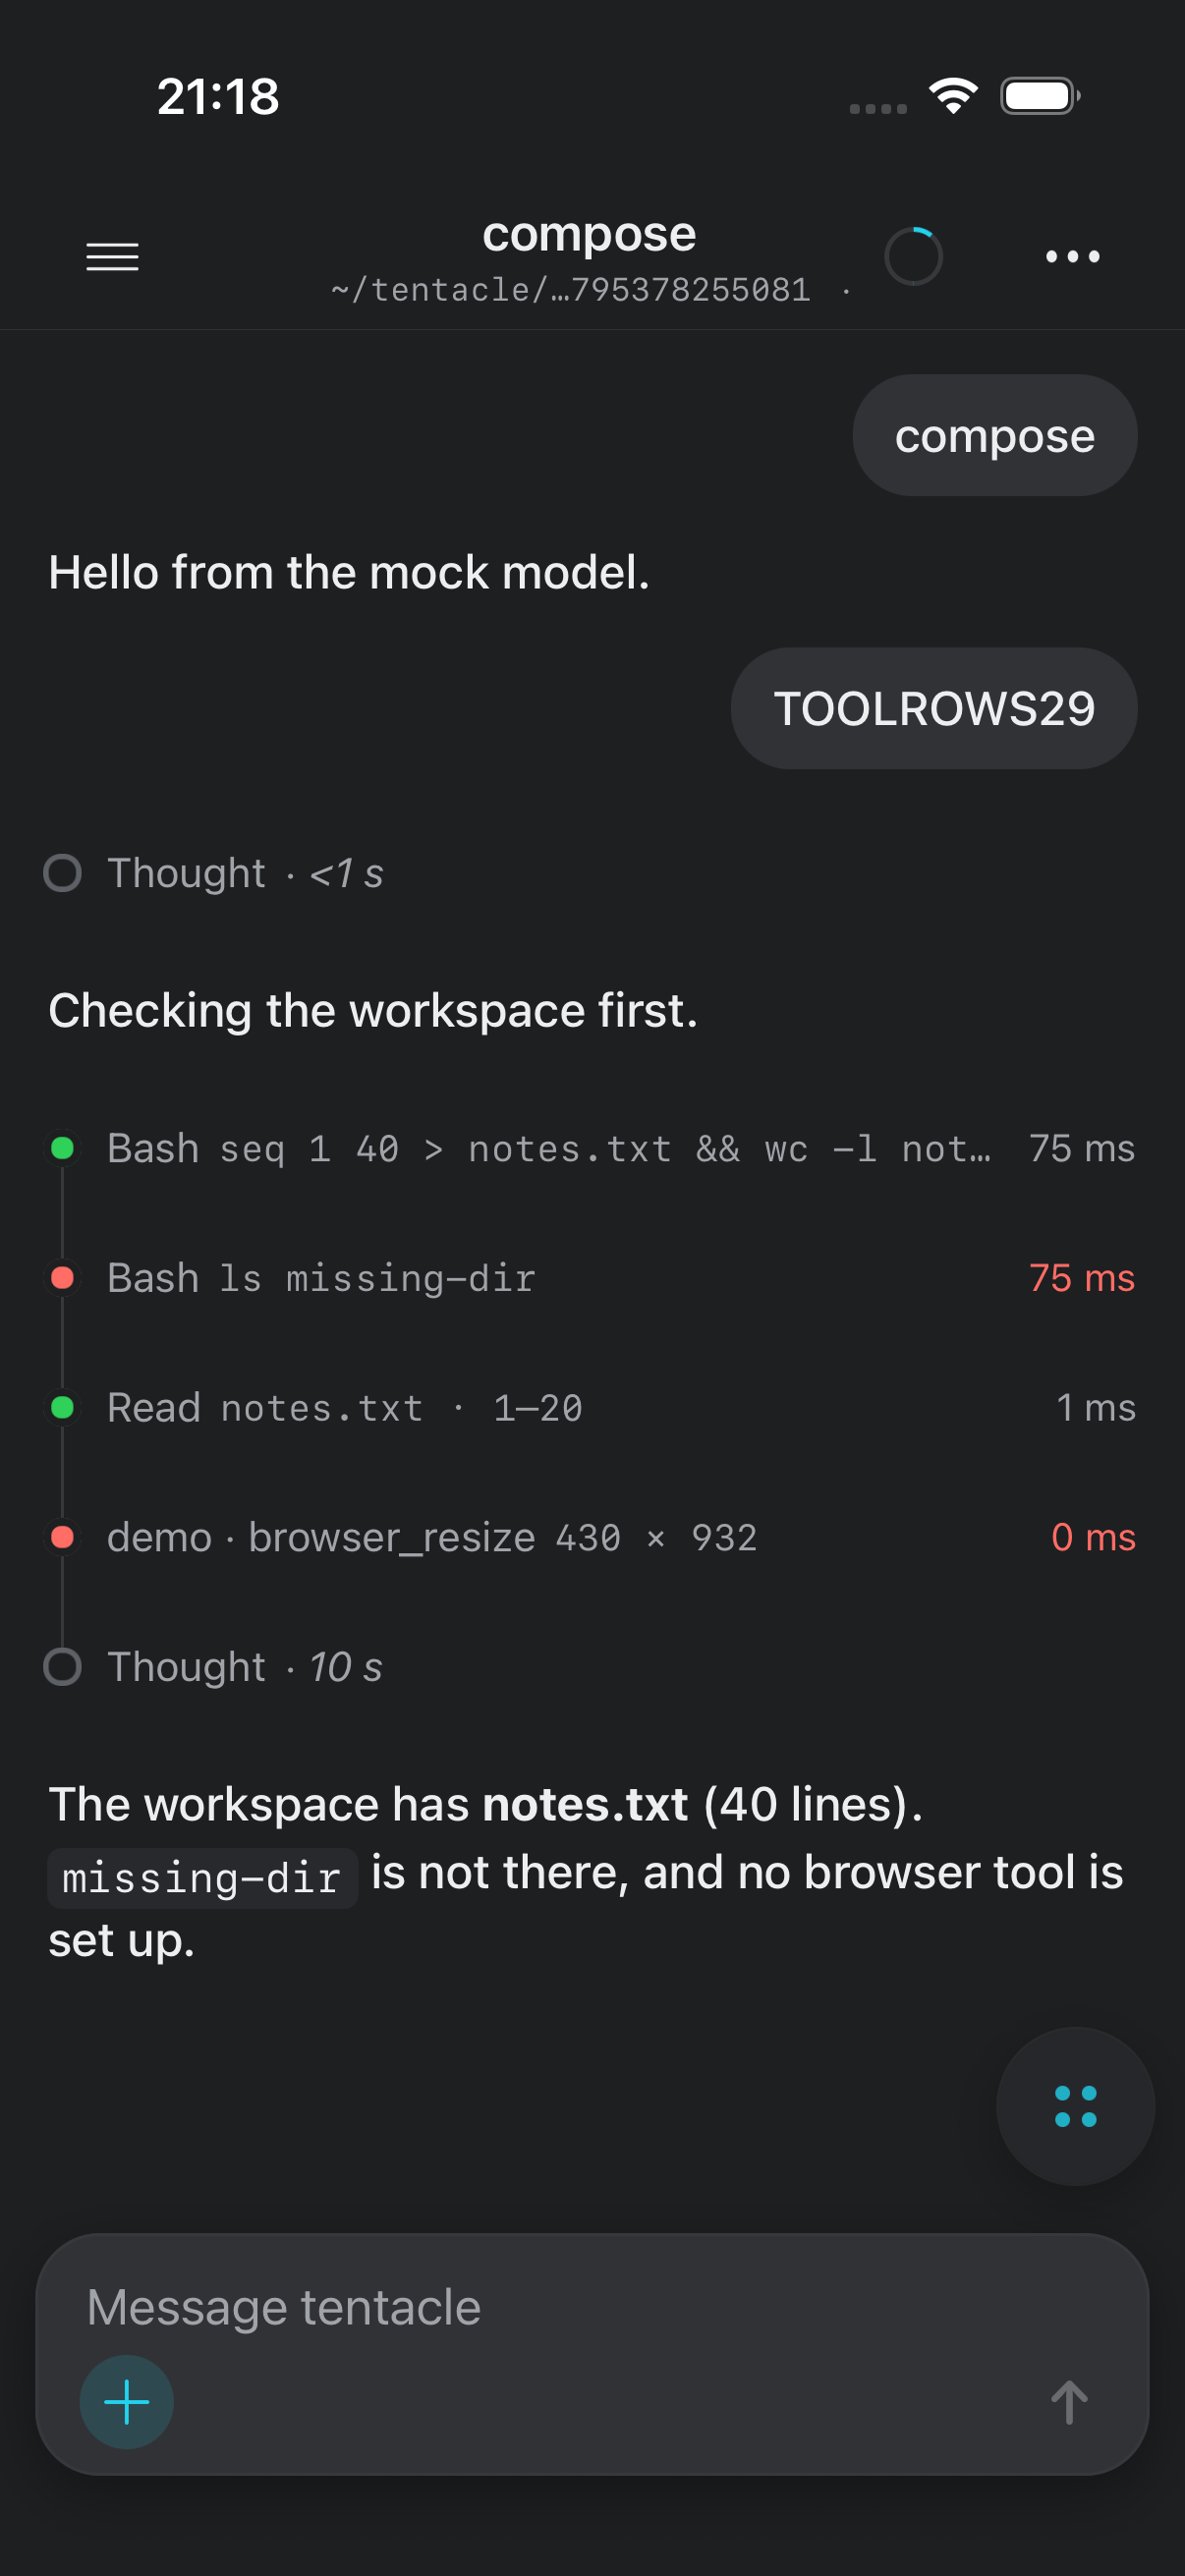 21:18
compose
~/tentacle/…795378255081 ·
compose
Hello from the mock model.
TOOLROWS29
Thought · <1 s
Checking the workspace first.
Bash seq 1 40 > notes.txt && wc -l not… 75 ms
Bash ls missing-dir 75 ms
Read notes.txt · 1–20 1 ms
demo · browser_resize 430 × 932 0 ms
Thought · 10 s
The workspace has notes.txt (40 lines).
missing-dir is not there, and no browser tool is
set up.
Message tentacle